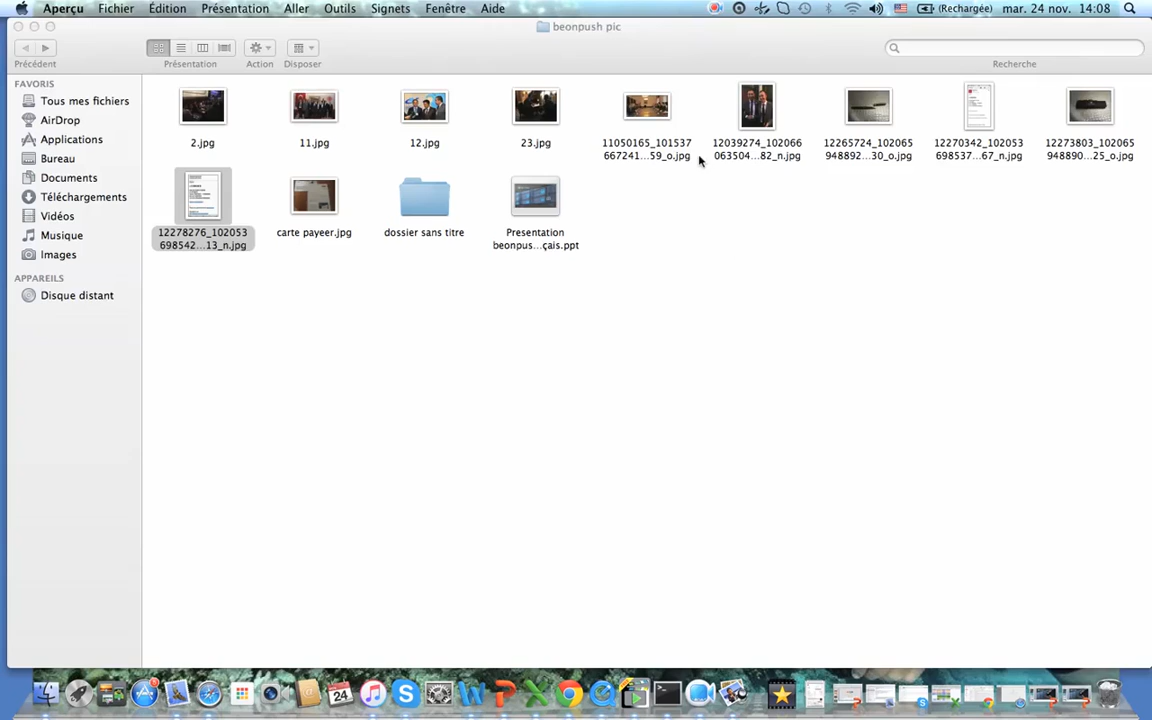 Aperçu Fichier Édition Présentation Aller Outils Signets Fenêtre Aide (Rechargée) mar. 24 nov. 14:08
beonpush pic
Précédent Présentation Action Disposer Recherche
FAVORIS
Tous mes fichiers
AirDrop
Applications
Bureau
Documents
Téléchargements
Vidéos
Musique
Images
APPAREILS
Disque distant
2.jpg
11.jpg
12.jpg
23.jpg
11050165_101537
667241...59_o.jpg
12039274_102066
063504...82_n.jpg
12265724_102065
948892...30_o.jpg
12270342_102053
698537...67_n.jpg
12273803_102065
948890...25_o.jpg
12278276_102053
698542...13_n.jpg
carte payeer.jpg
dossier sans titre
Presentation
beonpus...çais.ppt
24